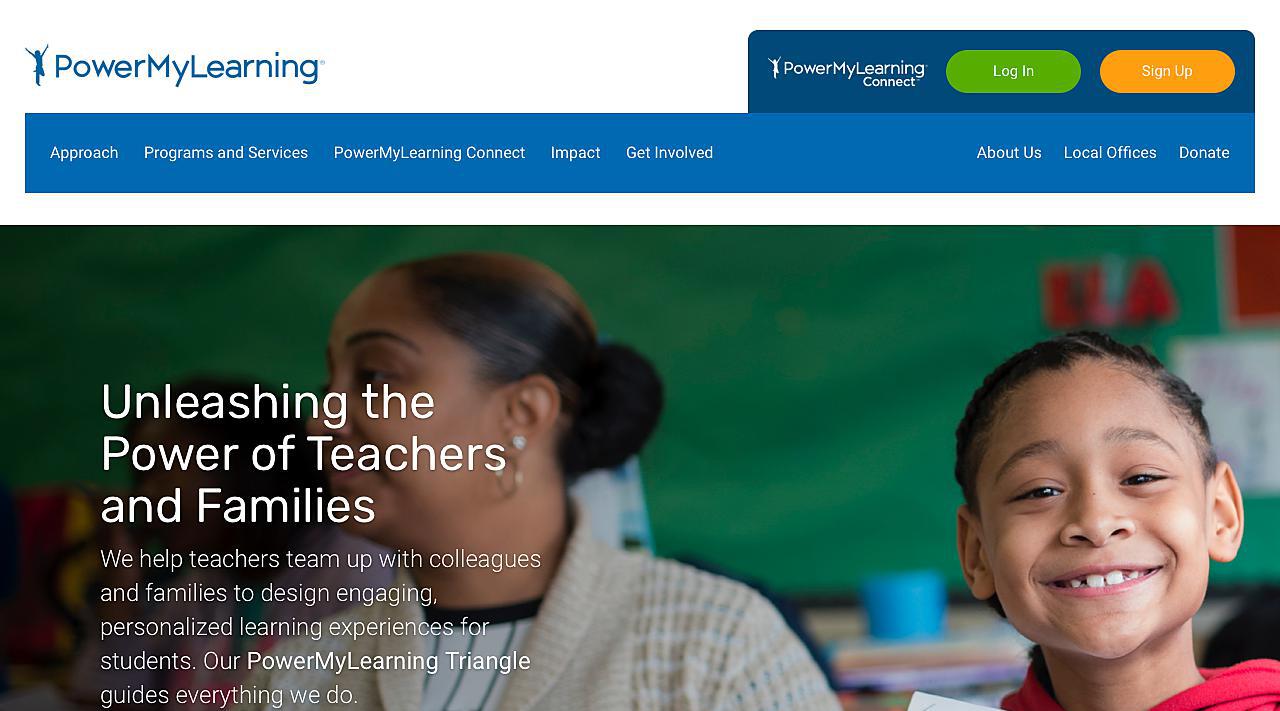 PowerMyLearning
PowerMyLearning
Connect
Log In
Sign Up
Approach
Programs and Services
PowerMyLearning Connect
Impact
Get Involved
About Us
Local Offices
Donate
Unleashing the
Power of Teachers
and Families
We help teachers team up with colleagues
and families to design engaging,
personalized learning experiences for
students. Our PowerMyLearning Triangle
guides everything we do.